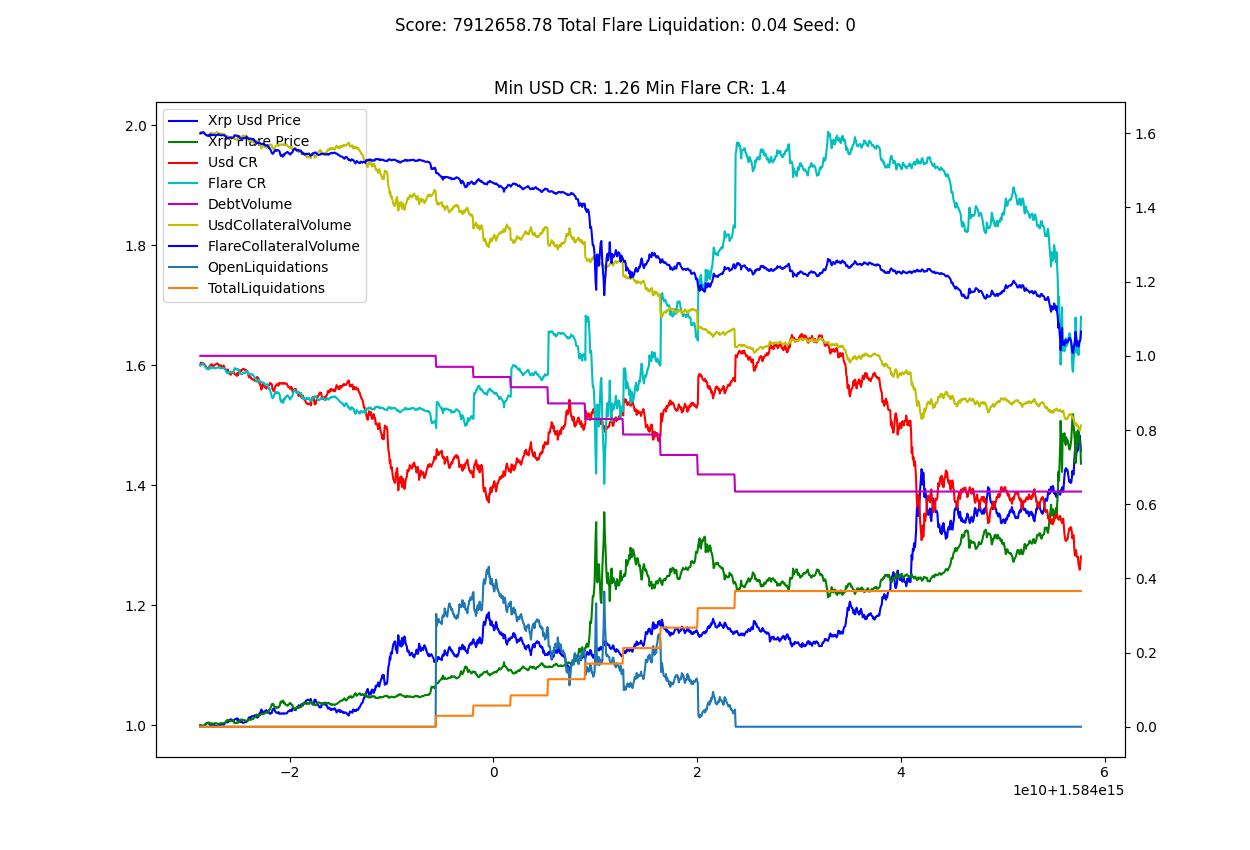 Score: 7912658.78 Total Flare Liquidation: 0.04 Seed: 0
Min USD CR: 1.26 Min Flare CR: 1.4
Xrp Usd Price
Xrp Flare Price
Usd CR
Flare CR
DebtVolume
UsdCollateralVolume
FlareCollateralVolume
OpenLiquidations
TotalLiquidations
2.0
1.8
1.6
1.4
1.2
1.0
1.6
1.4
1.2
1.0
0.8
0.6
0.4
0.2
0.0
−2
0
2
4
6
1e10+1.584e15